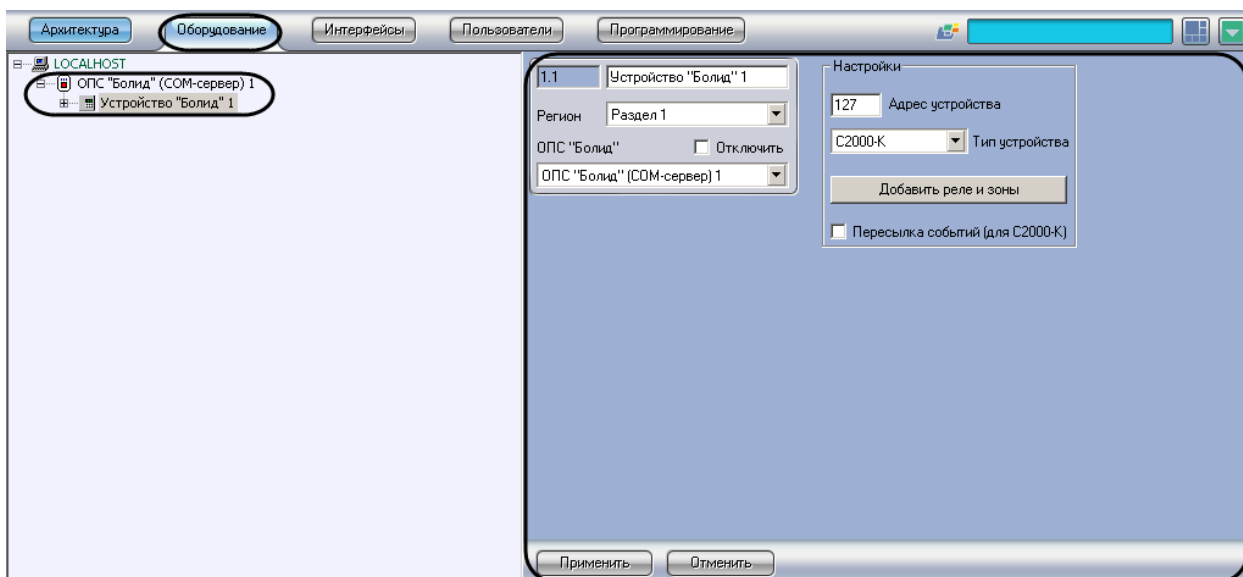 Архитектура
Оборудование
Интерфейсы
Пользователи
Программирование
LOCALHOST
ОПС "Болид" (COM-сервер) 1
Устройство "Болид" 1
1.1
Устройство "Болид" 1
Регион
Раздел 1
ОПС "Болид"
Отключить
ОПС "Болид" (COM-сервер) 1
Настройки
127
Адрес устройства
С2000-К
Тип устройства
Добавить реле и зоны
Пересылка событий (для С2000-К)
Применить
Отменить